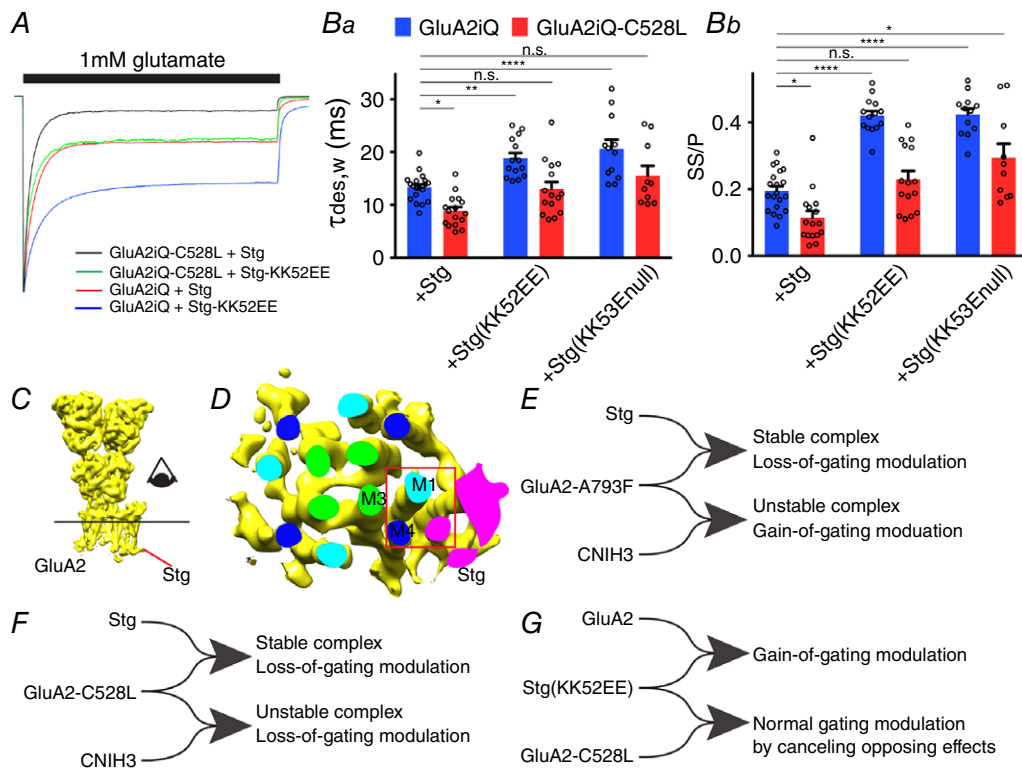 A
1mM glutamate
GluA2iQ-C528L + Stg
GluA2iQ-C528L + Stg-KK52EE
GluA2iQ + Stg
GluA2iQ + Stg-KK52EE
Ba
GluA2iQ
GluA2iQ-C528L
Bb
n.s.
****
n.s.
**
*
30
20
10
0
τdes,w (ms)
+Stg
+Stg(KK52EE)
+Stg(KK53Enull)
*
****
n.s.
****
*
0.4
0.2
0.0
SS/P
+Stg
+Stg(KK52EE)
+Stg(KK53Enull)
C
GluA2
Stg
D
M1
M3
M4
Stg
E
Stg
GluA2-A793F
CNIH3
Stable complex
Loss-of-gating modulation
Unstable complex
Gain-of-gating moduation
F
Stg
GluA2-C528L
CNIH3
Stable complex
Loss-of-gating modulation
Unstable complex
Loss-of-gating modulation
G
GluA2
Stg(KK52EE)
GluA2-C528L
Gain-of-gating modulation
Normal gating modulation
by canceling opposing effects